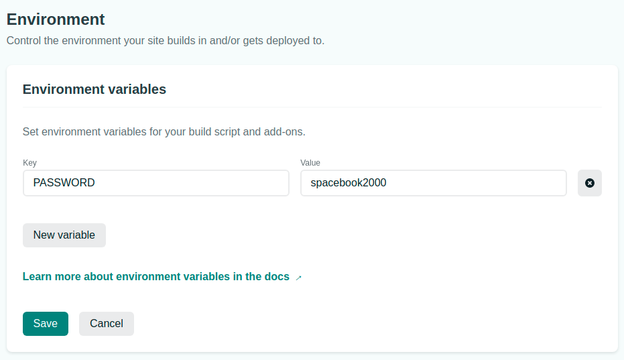 Environment
Control the environment your site builds in and/or gets deployed to.
Environment variables
Set environment variables for your build script and add-ons.
Key Value
PASSWORD spacebook2000
New variable
Learn more about environment variables in the docs ↗
Save Cancel